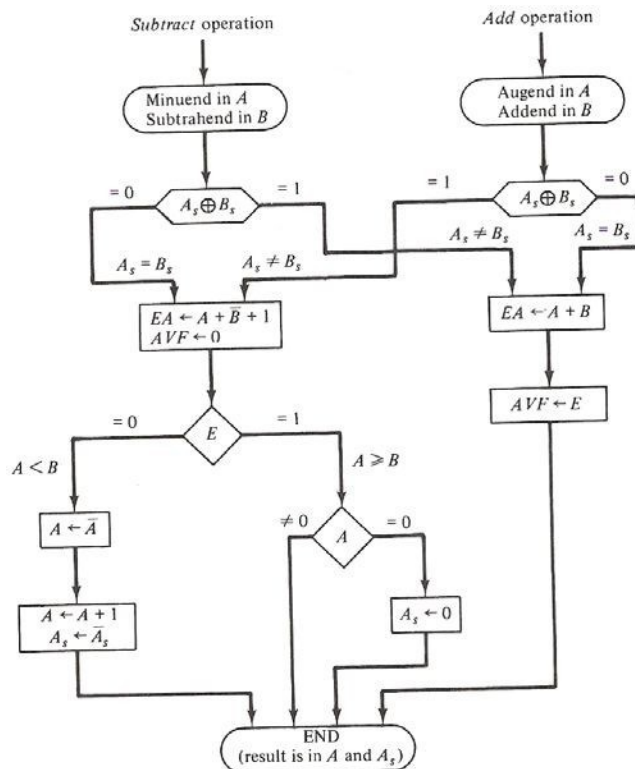 Subtract operation
Add operation
Minuend in A
Subtrahend in B
Augend in A
Addend in B
= 0
A_s ⊕ B_s
= 1
= 1
A_s ⊕ B_s
= 0
A_s = B_s
A_s ≠ B_s
A_s ≠ B_s
A_s = B_s
EA ← A + B̅ + 1
AVF ← 0
EA ← A + B
AVF ← E
= 0
E
= 1
A < B
A ⩾ B
A ← A̅
≠ 0
A
= 0
A ← A + 1
A_s ← A̅_s
A_s ← 0
END
(result is in A and A_s)